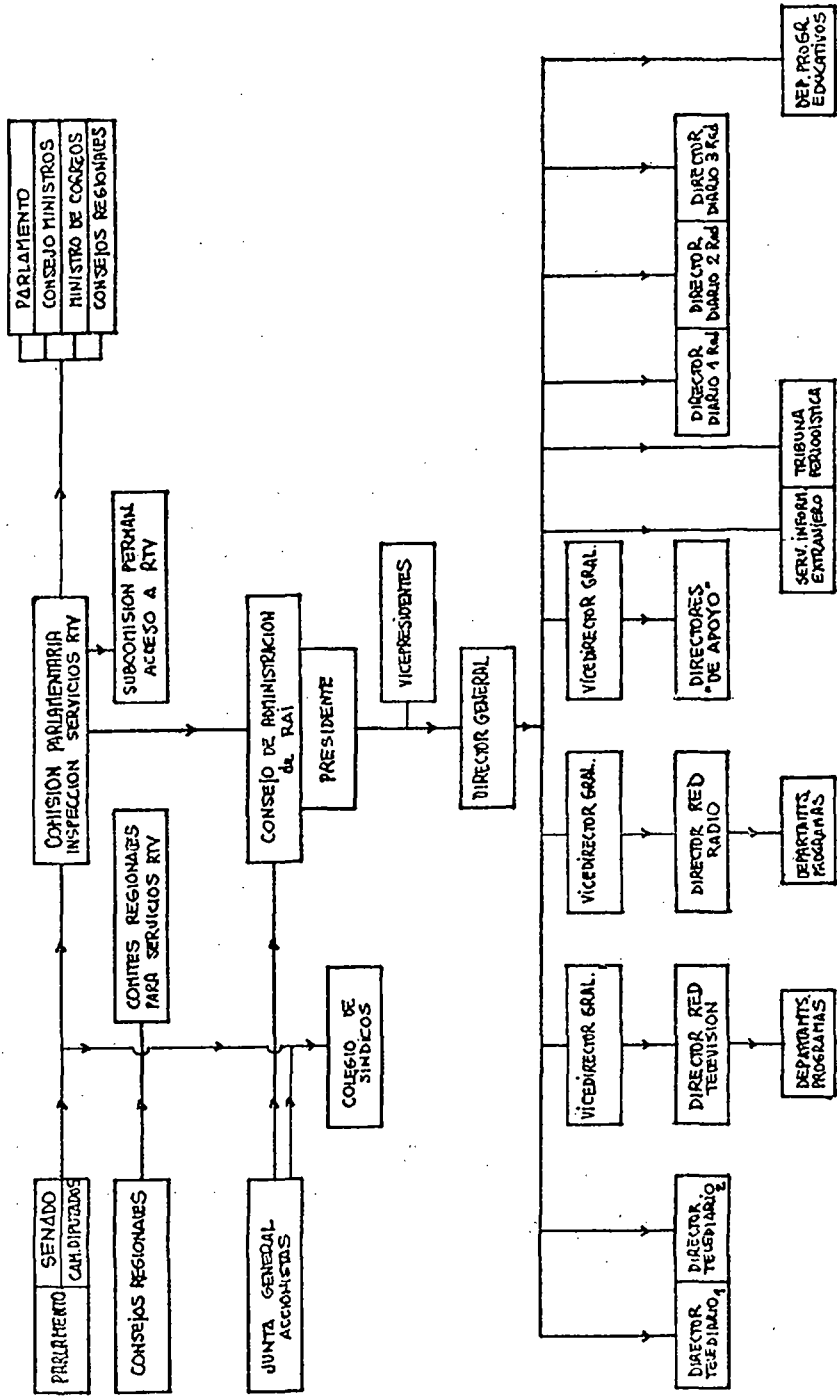 PARLAMENTO
SENADO
CAM.DIPUTADOS
COMISION PARLAMENTARIA
INSPECCION SERVICIOS RTV
PARLAMENTO
CONSEJO MINISTROS
MINISTRO DE CORREOS
CONSEJOS REGIONALES
SUBCOMISION PERMAN.
ACCESO A RTV
CONSEJOS REGIONALES
COMITES REGIONALES
PARA SERVICIOS RTV
JUNTA GENERAL
ACCIONISTAS
COLEGIO DE
SINDICOS
CONSEJO DE ADMINISTRACION
de RAI
PRESIDENTE
VICEPRESIDENTES
DIRECTOR GENERAL
VICEDIRECTOR GRAL.
VICEDIRECTOR GRAL.
VICEDIRECTOR GRAL.
DIRECTOR
TELEDIARIO 1
DIRECTOR
TELEDIARIO 2
DIRECTOR RED
TELEVISION
DIRECTOR RED
RADIO
DIRECTORES
"DE APOYO"
DIRECTOR
DIARIO 1 Rad
DIRECTOR
DIARIO 2 Rad
DIRECTOR
DIARIO 3 Rad
DEPARTAMTS.
PROGRAMAS
DEPARTAMTS.
PROGRAMAS
SERV. INFORM.
EXTRANJERO
TRIBUNA
PERIODÍSTICA
DEP. PROGR.
EDUCATIVOS